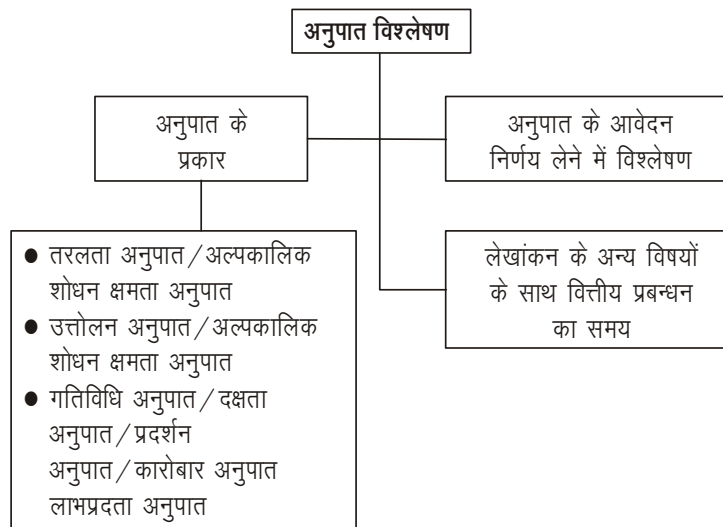 अनुपात विश्लेषण
अनुपात के
प्रकार
अनुपात के आवेदन
निर्णय लेने में विश्लेषण
● तरलता अनुपात/अल्पकालिक
शोधन क्षमता अनुपात
● उत्तोलन अनुपात/अल्पकालिक
शोधन क्षमता अनुपात
● गतिविधि अनुपात/दक्षता
अनुपात/प्रदर्शन
अनुपात/कारोबार अनुपात
लाभप्रदता अनुपात
लेखांकन के अन्य विषयों
के साथ वित्तीय प्रबन्धन
का समय